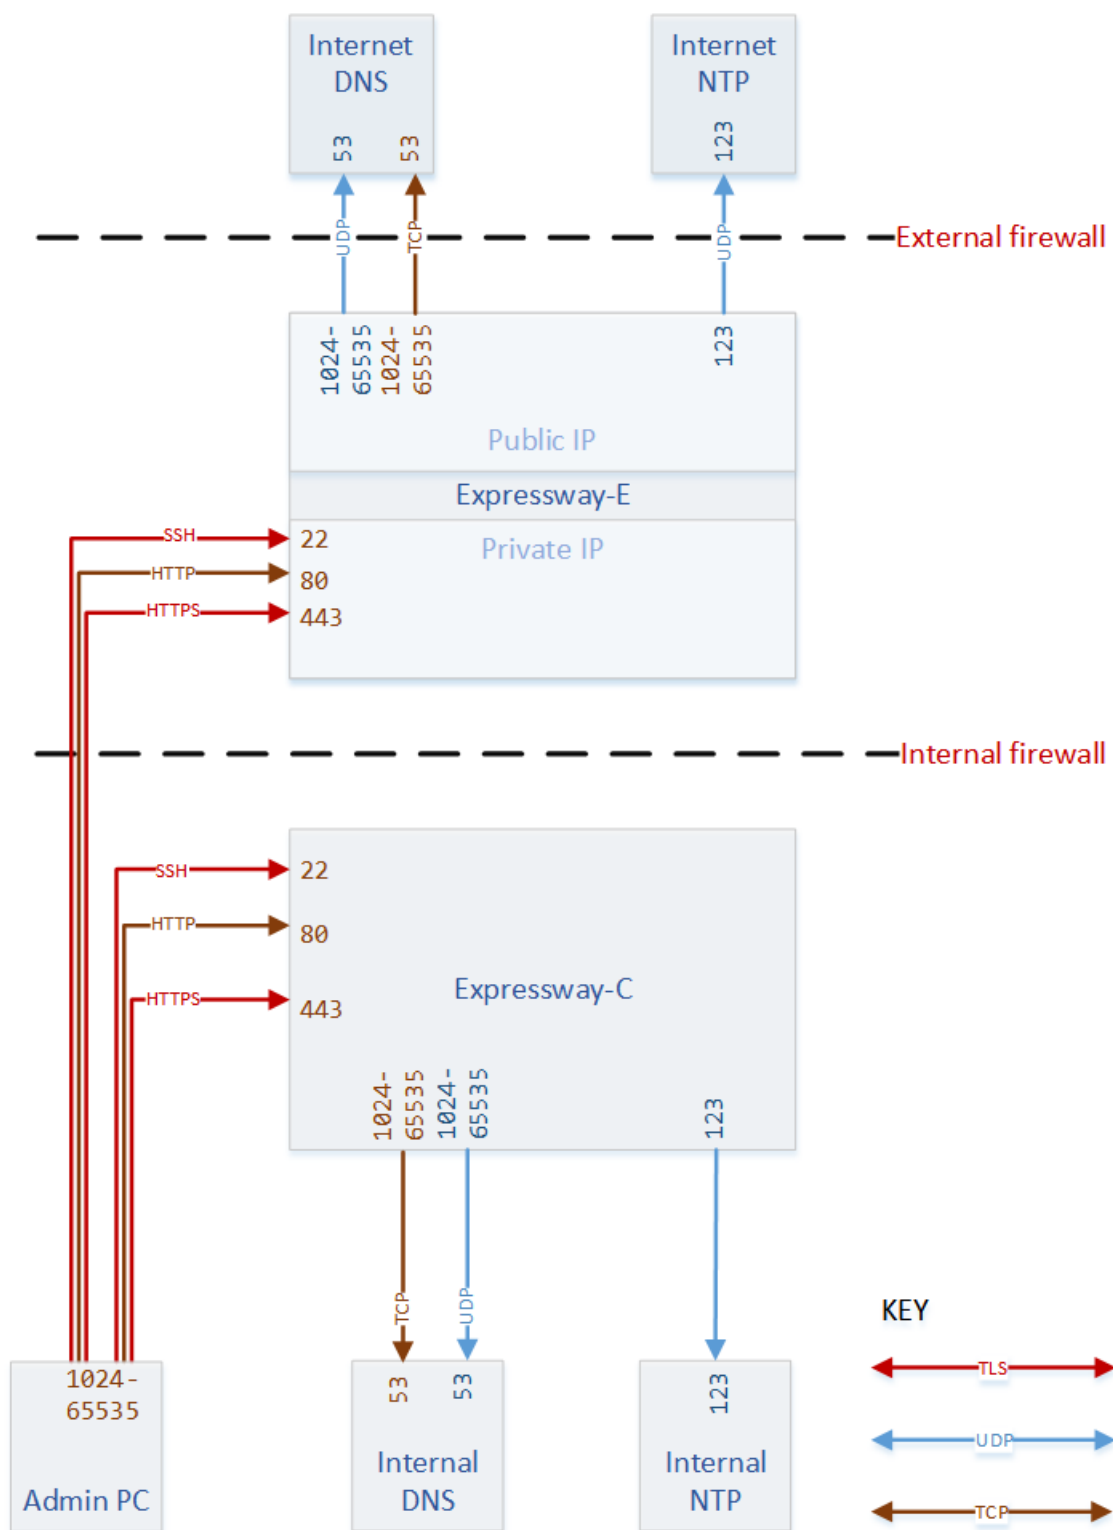 Internet
DNS
53
53
Internet
NTP
123
UDP
TCP
UDP
External firewall
1024-
65535
1024-
65535
123
Public IP
Expressway-E
Private IP
SSH
22
HTTP
80
HTTPS
443
Internal firewall
SSH
22
HTTP
80
HTTPS
443
Expressway-C
1024-
65535
1024-
65535
123
TCP
UDP
KEY
TLS
UDP
TCP
1024-
65535
Admin PC
53
53
Internal
DNS
123
Internal
NTP